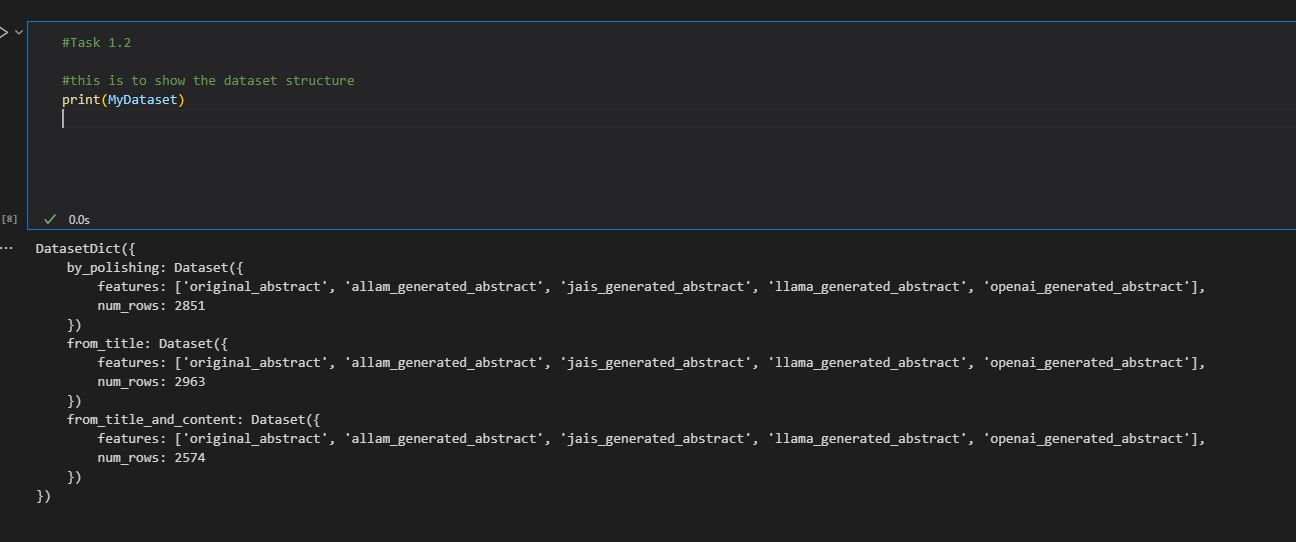 #Task 1.2
#this is to show the dataset structure
print(MyDataset)
[8]
0.0s
DatasetDict({
    by_polishing: Dataset({
        features: ['original_abstract', 'allam_generated_abstract', 'jais_generated_abstract', 'llama_generated_abstract', 'openai_generated_abstract'],
        num_rows: 2851
    })
    from_title: Dataset({
        features: ['original_abstract', 'allam_generated_abstract', 'jais_generated_abstract', 'llama_generated_abstract', 'openai_generated_abstract'],
        num_rows: 2963
    })
    from_title_and_content: Dataset({
        features: ['original_abstract', 'allam_generated_abstract', 'jais_generated_abstract', 'llama_generated_abstract', 'openai_generated_abstract'],
        num_rows: 2574
    })
})